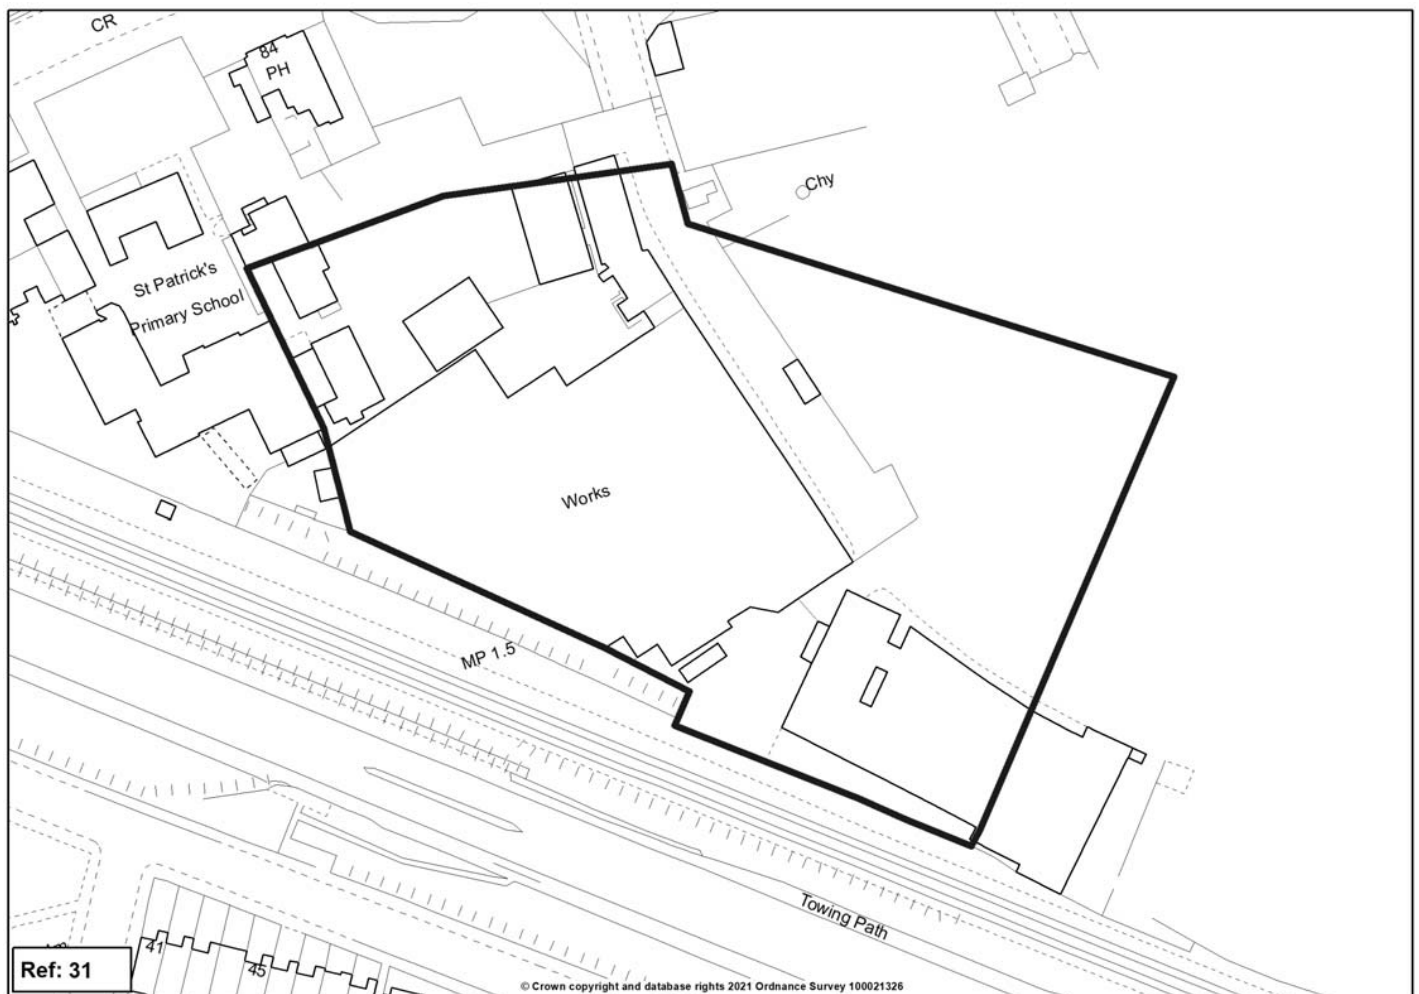 CR
84
PH
Chy
St Patrick's
Primary School
Works
MP 1.5
Towing Path
41
45
Ref: 31
© Crown copyright and database rights 2021 Ordnance Survey 100021326